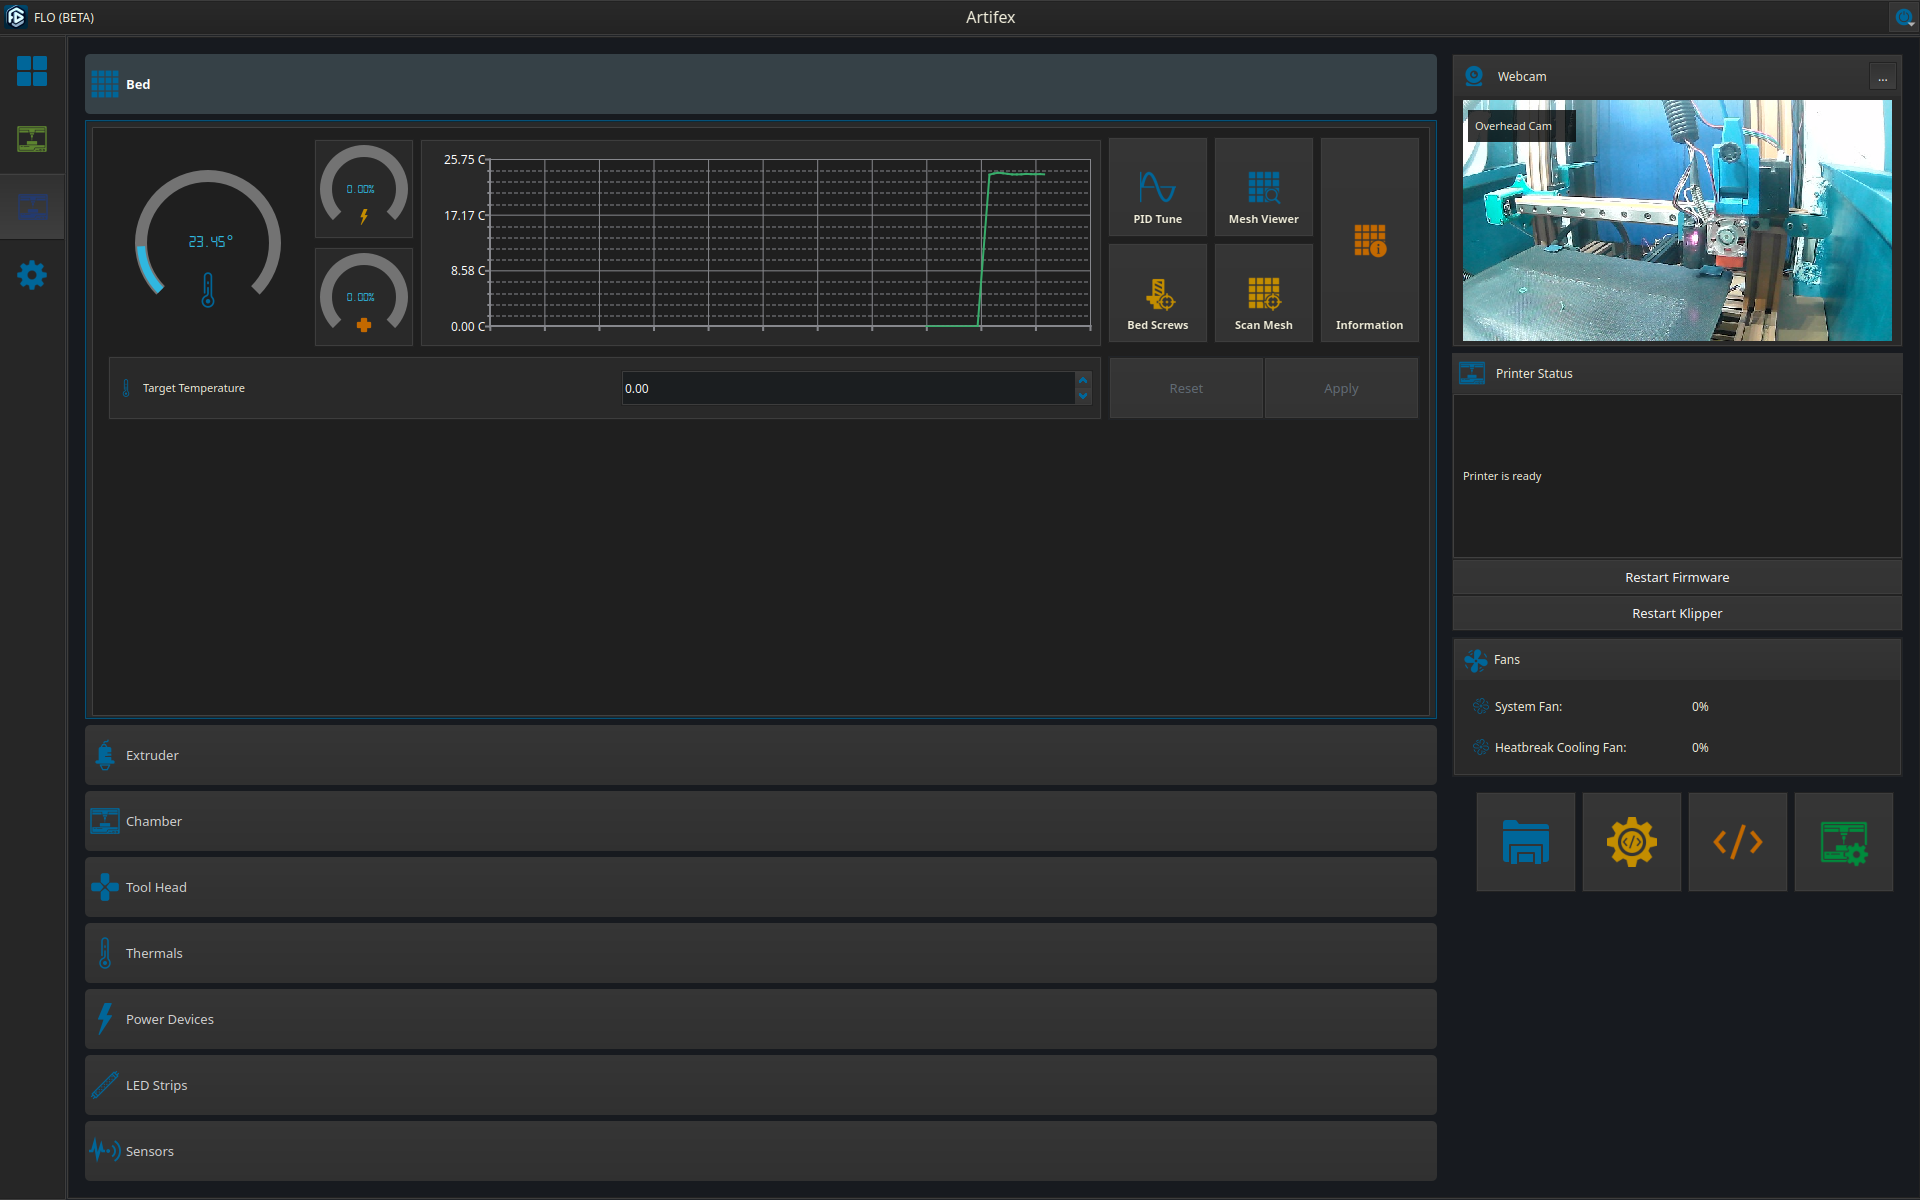 FLO (BETA)
Artifex
Bed
23.45°
0.00%
0.00%
25.75 C
17.17 C
8.58 C
0.00 C
PID Tune
Mesh Viewer
Bed Screws
Scan Mesh
Information
Target Temperature
0.00
Reset
Apply
Extruder
Chamber
Tool Head
Thermals
Power Devices
LED Strips
Sensors
Webcam
...
Overhead Cam
Printer Status
Printer is ready
Restart Firmware
Restart Klipper
Fans
System Fan: 0%
Heatbreak Cooling Fan: 0%